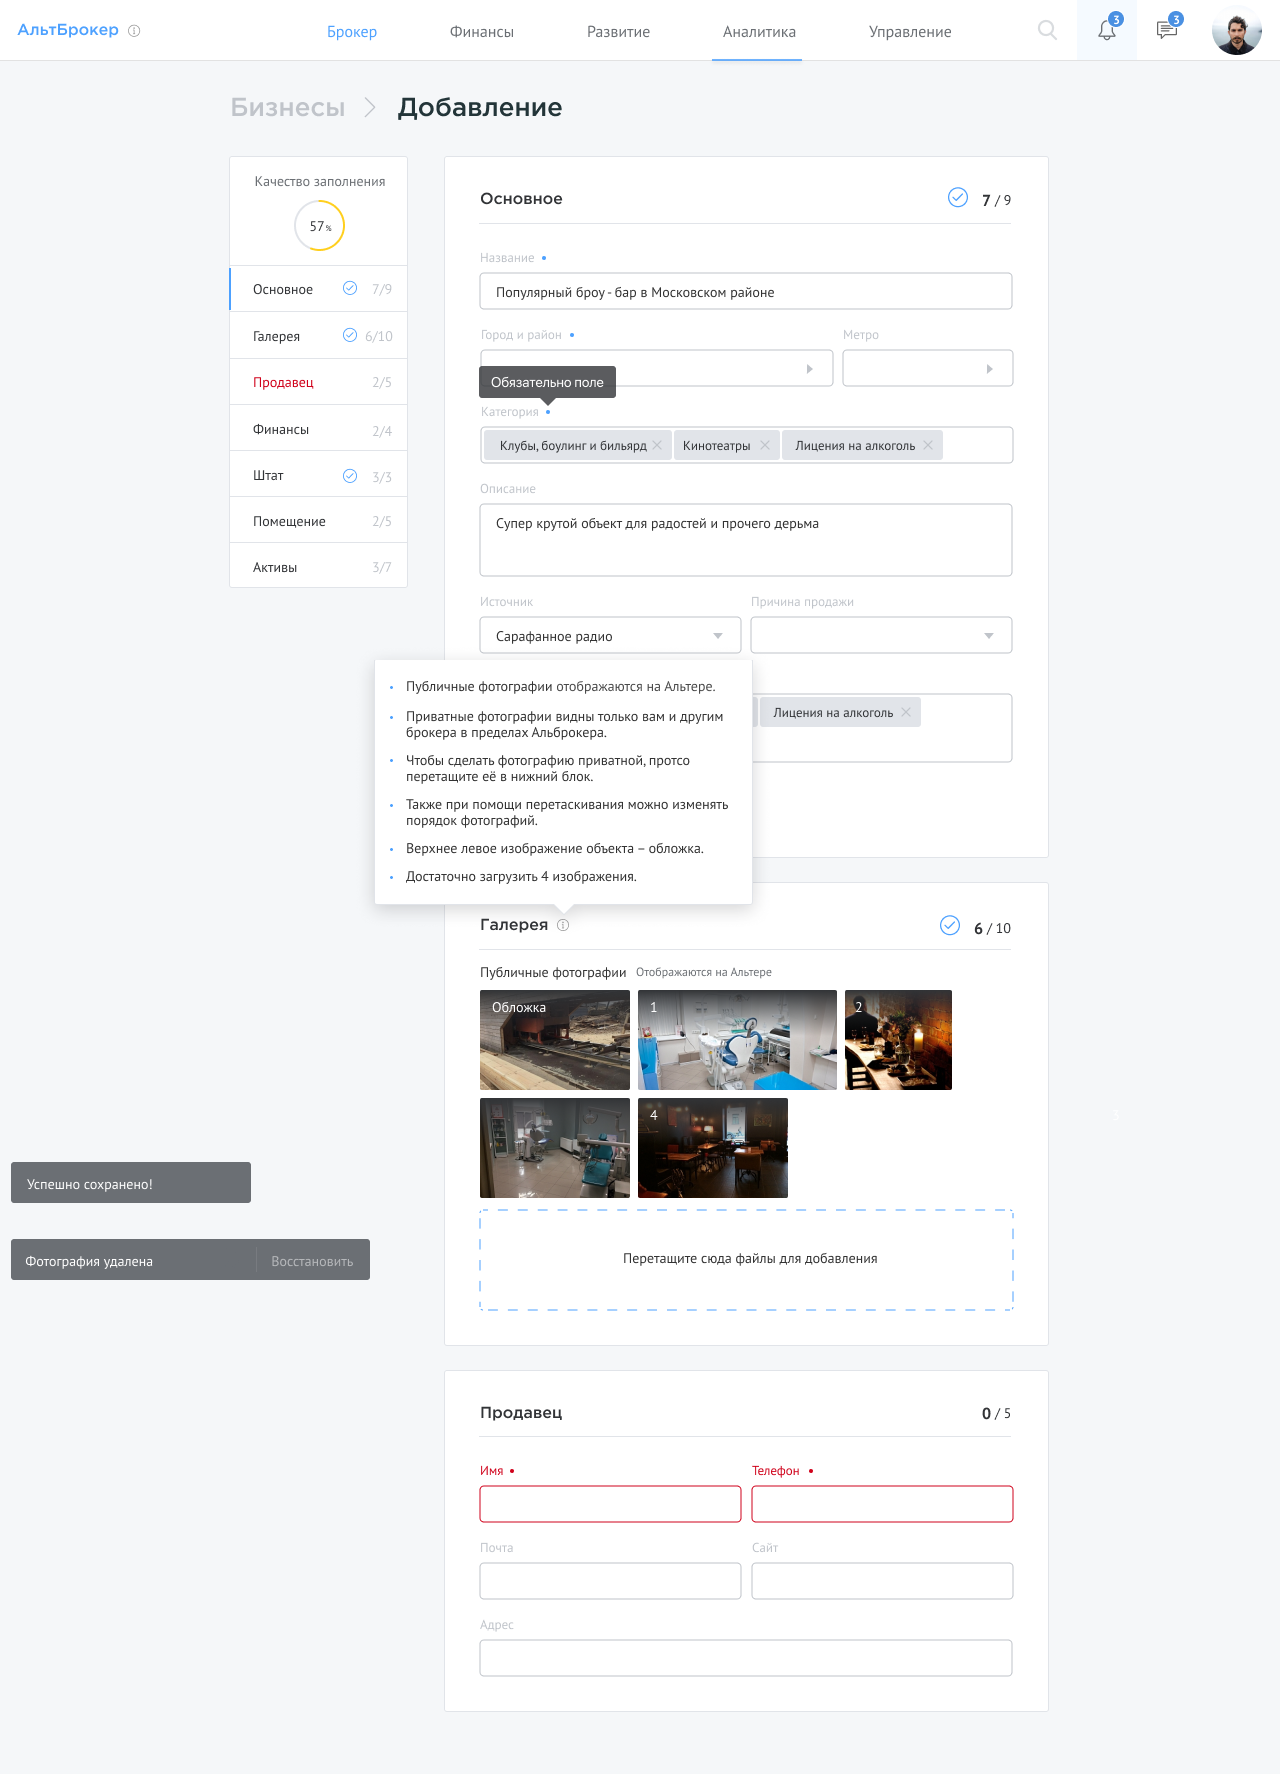 АльтБрокер
Брокер
Финансы
Развитие
Аналитика
Управление
3
3
Бизнесы
Добавление
Качество заполнения
57%
Основное 7/9
Галерея 6/10
Продавец 2/5
Финансы 2/4
Штат 3/3
Помещение 2/5
Активы 3/7
Основное
7 / 9
Название
Популярный броу - бар в Московском районе
Город и район
Метро
Обязательно поле
Категория
Клубы, боулинг и бильярд
Кинотеатры
Лицения на алкоголь
Описание
Супер крутой объект для радостей и прочего дерьма
Источник
Причина продажи
Сарафанное радио
Лицения на алкоголь
Публичные фотографии отображаются на Альтере.
Приватные фотографии видны только вам и другим
брокера в пределах Альброкера.
Чтобы сделать фотографию приватной, протсо
перетащите её в нижний блок.
Также при помощи перетаскивания можно изменять
порядок фотографий.
Верхнее левое изображение объекта – обложка.
Достаточно загрузить 4 изображения.
Галерея
6 / 10
Публичные фотографии
Отображаются на Альтере
Обложка
1
2
4
Перетащите сюда файлы для добавления
Успешно сохранено!
Фотография удалена
Восстановить
Продавец
0 / 5
Имя
Телефон
Почта
Сайт
Адрес